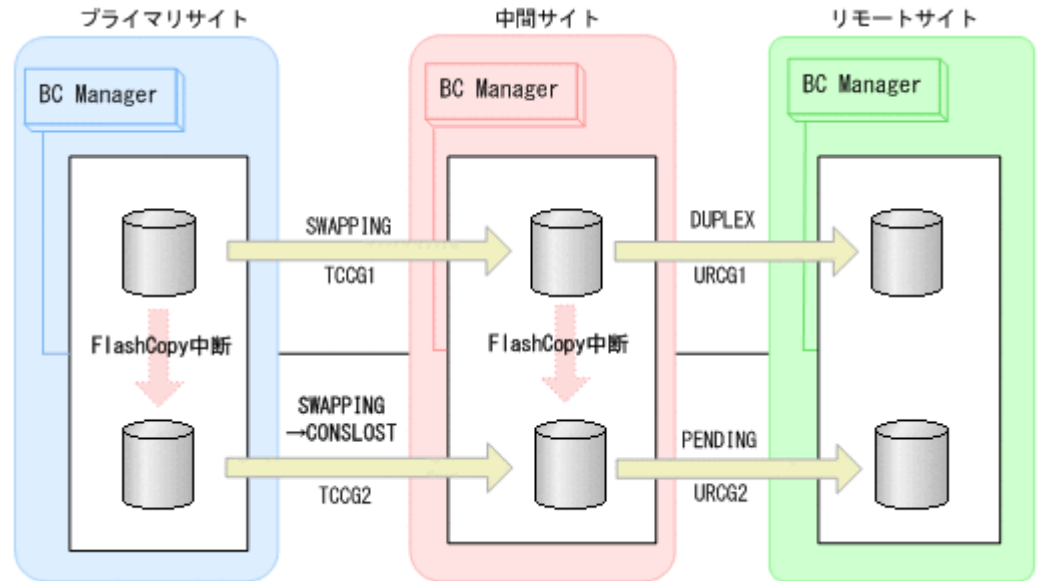 プライマリサイト
中間サイト
リモートサイト
BC Manager
BC Manager
BC Manager
SWAPPING
TCCG1
DUPLEX
URCG1
FlashCopy中断
FlashCopy中断
SWAPPING
→CONSLOST
TCCG2
PENDING
URCG2